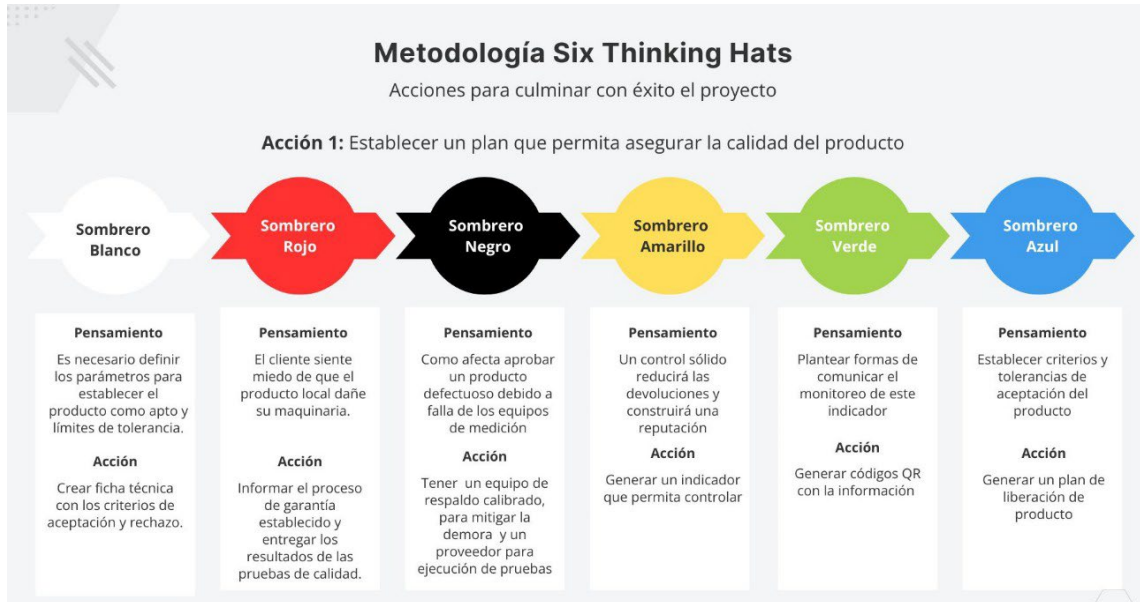 Metodología Six Thinking Hats
Acciones para culminar con éxito el proyecto
Acción 1: Establecer un plan que permita asegurar la calidad del producto
Sombrero
Blanco
Sombrero
Rojo
Sombrero
Negro
Sombrero
Amarillo
Sombrero
Verde
Sombrero
Azul
Pensamiento
Es necesario definir
los parámetros para
establecer el
producto como apto y
límites de tolerancia.
Acción
Crear ficha técnica
con los criterios de
aceptación y rechazo.
Pensamiento
El cliente siente
miedo de que el
producto local dañe
su maquinaria.
Acción
Informar el proceso
de garantía
establecido y
entregar los
resultados de las
pruebas de calidad.
Pensamiento
Como afecta aprobar
un producto
defectuoso debido a
falla de los equipos
de medición
Acción
Tener un equipo de
respaldo calibrado,
para mitigar la
demora y un
proveedor para
ejecución de pruebas
Pensamiento
Un control sólido
reducirá las
devoluciones y
construirá una
reputación
Acción
Generar un indicador
que permita controlar
Pensamiento
Plantear formas de
comunicar el
monitoreo de este
indicador
Acción
Generar códigos QR
con la información
Pensamiento
Establecer criterios y
tolerancias de
aceptación del
producto
Acción
Generar un plan de
liberación de
producto